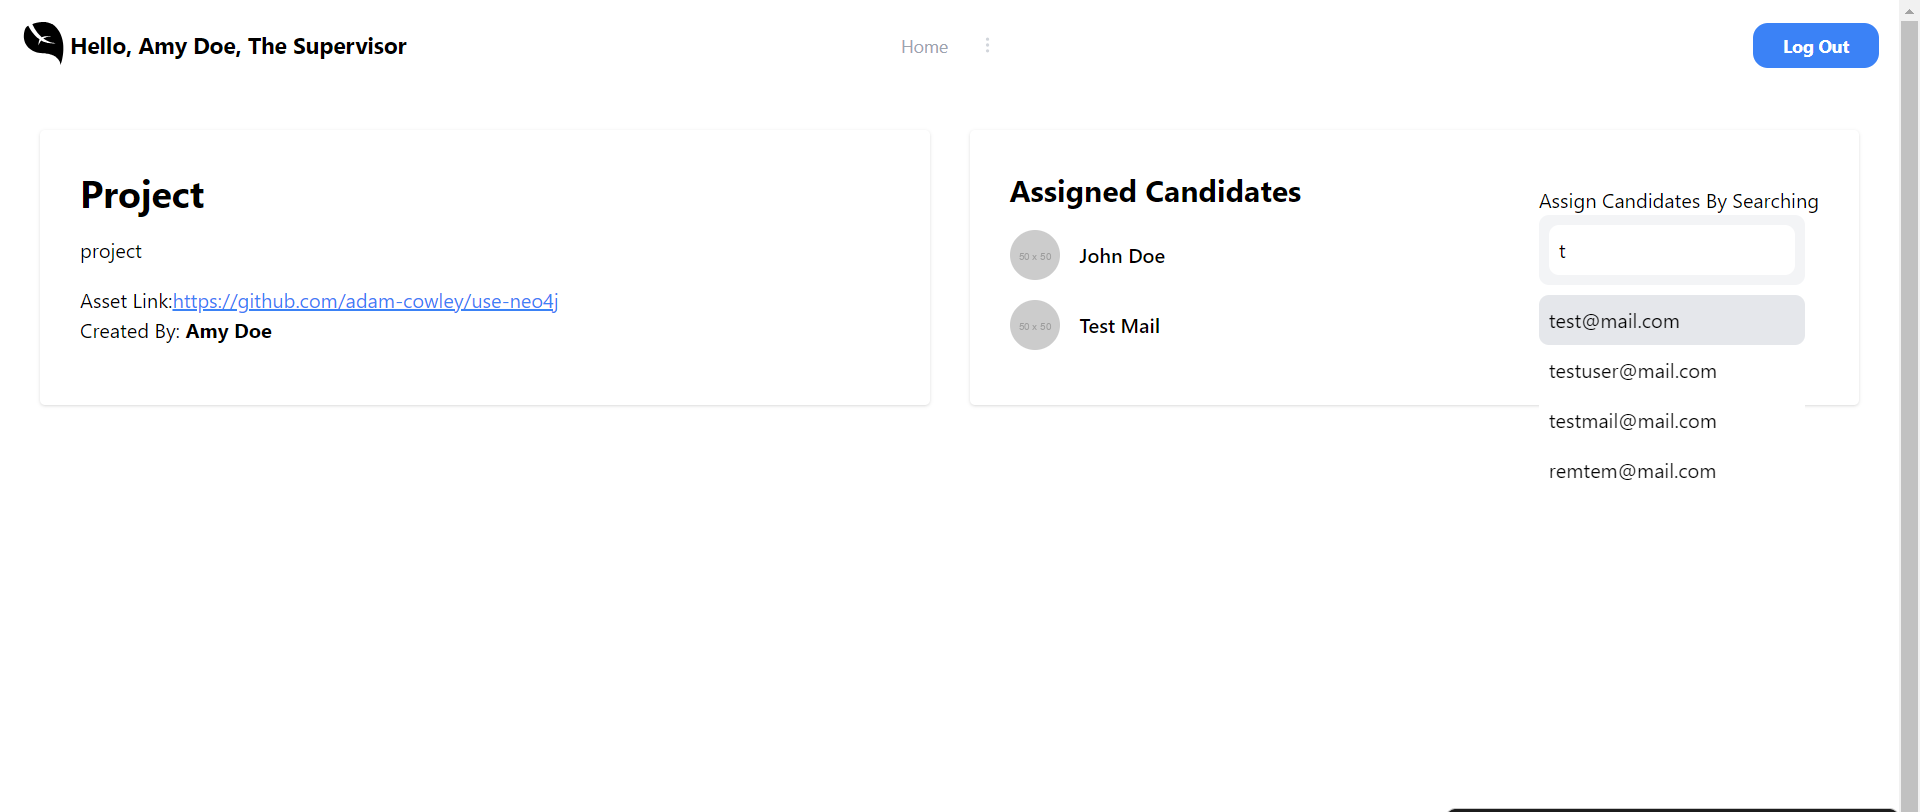 Hello, Amy Doe, The Supervisor
Home
Log Out
Project
project
Asset Link:https://github.com/adam-cowley/use-neo4j
Created By: Amy Doe
Assigned Candidates
50 x 50
John Doe
50 x 50
Test Mail
Assign Candidates By Searching
t
test@mail.com
testuser@mail.com
testmail@mail.com
remtem@mail.com